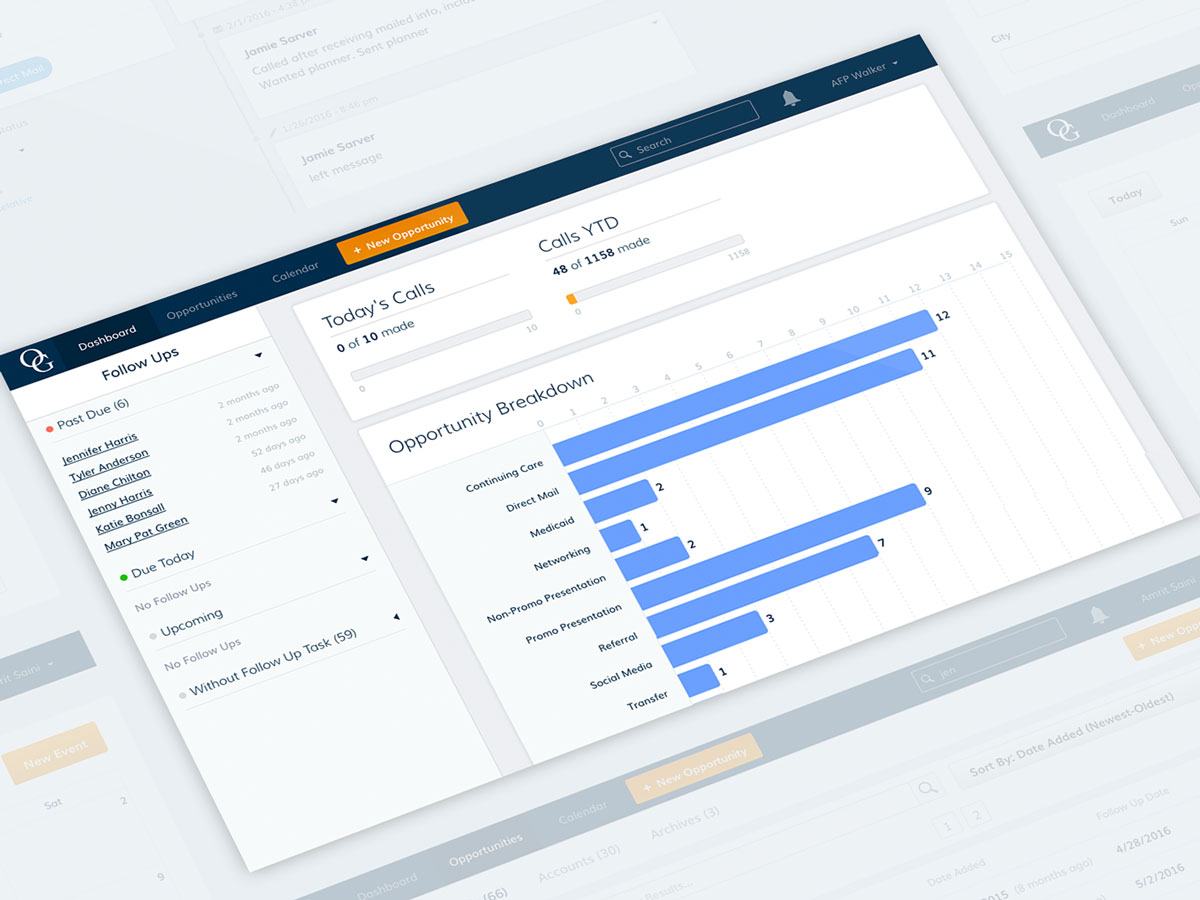 2/1/2016 - 4:34 pm
Jamie Sarver
Called after receiving mailed info,
Wanted planner. Sent planner
1/26/2016 - 8:46 pm
Jamie Sarver
left message
City
Dashboard
Today
Sun
OG
Dashboard
Opportunities
Calendar
+ New Opportunity
Search
AFP Walker
Follow Ups
Past Due (6)
Jennifer Harris 2 months ago
Tyler Anderson 2 months ago
Diane Chilton 2 months ago
Jenny Harris 52 days ago
Katie Bonsall 46 days ago
Mary Pat Green 27 days ago
Due Today
No Follow Ups
Upcoming
No Follow Ups
Without Follow Up Task (59)
Today's Calls
0 of 10 made
0 10
Calls YTD
48 of 1158 made
0 1158
Opportunity Breakdown
0 1 2 3 4 5 6 7 8 9 10 11 12 13 14 15
Continuing Care 12
Direct Mail 11
Medicaid 2
Networking 1
Non-Promo Presentation 2
Promo Presentation 9
Referral 7
Social Media 3
Transfer 1
New Event
Sat
2
9
Dashboard
Opportunities
Calendar
+ New Opportunity
jen
Amrit Saini
+ New
(66)
Accounts (30)
Archives (3)
Results...
1 2
Sort By: Date Added (Newest-Oldest)
Date Added
Follow Up Date
(8 months ago)
4/28/2016
5/2/2016